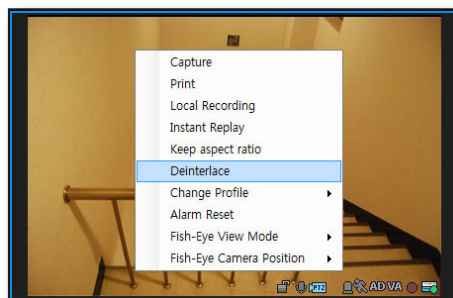 Capture
Print
Local Recording
Instant Replay
Keep aspect ratio
Deinterlace
Change Profile
Alarm Reset
Fish-Eye View Mode
Fish-Eye Camera Position
PTZ AD VA